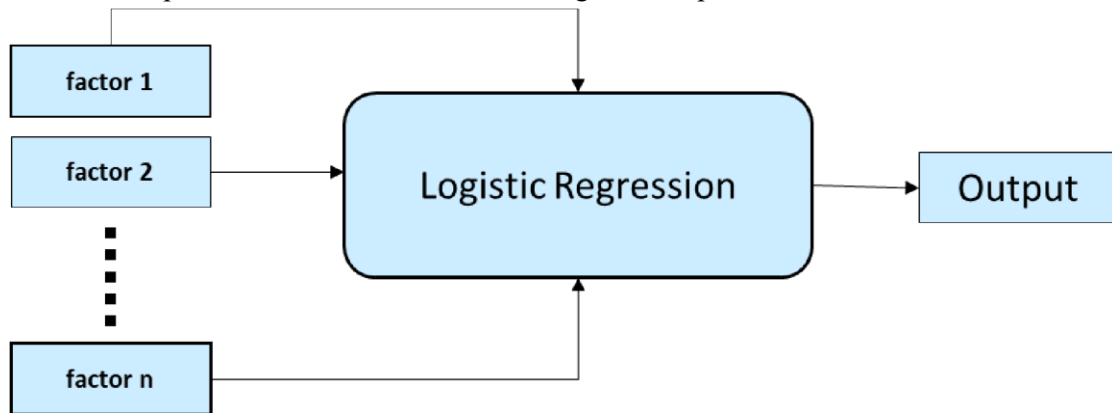 factor 1
factor 2
factor n
Logistic Regression
Output